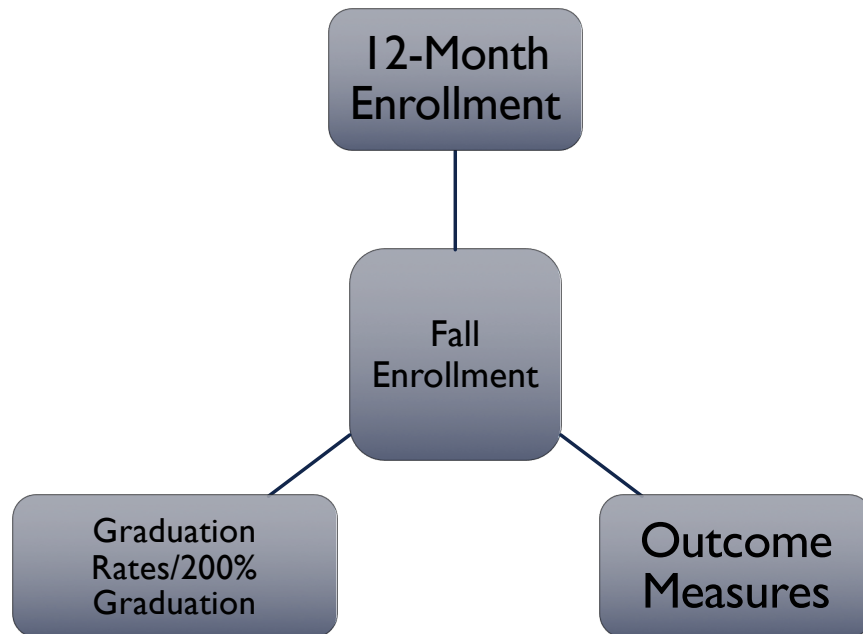 12-Month
Enrollment
Fall
Enrollment
Graduation
Rates/200%
Graduation
Outcome
Measures